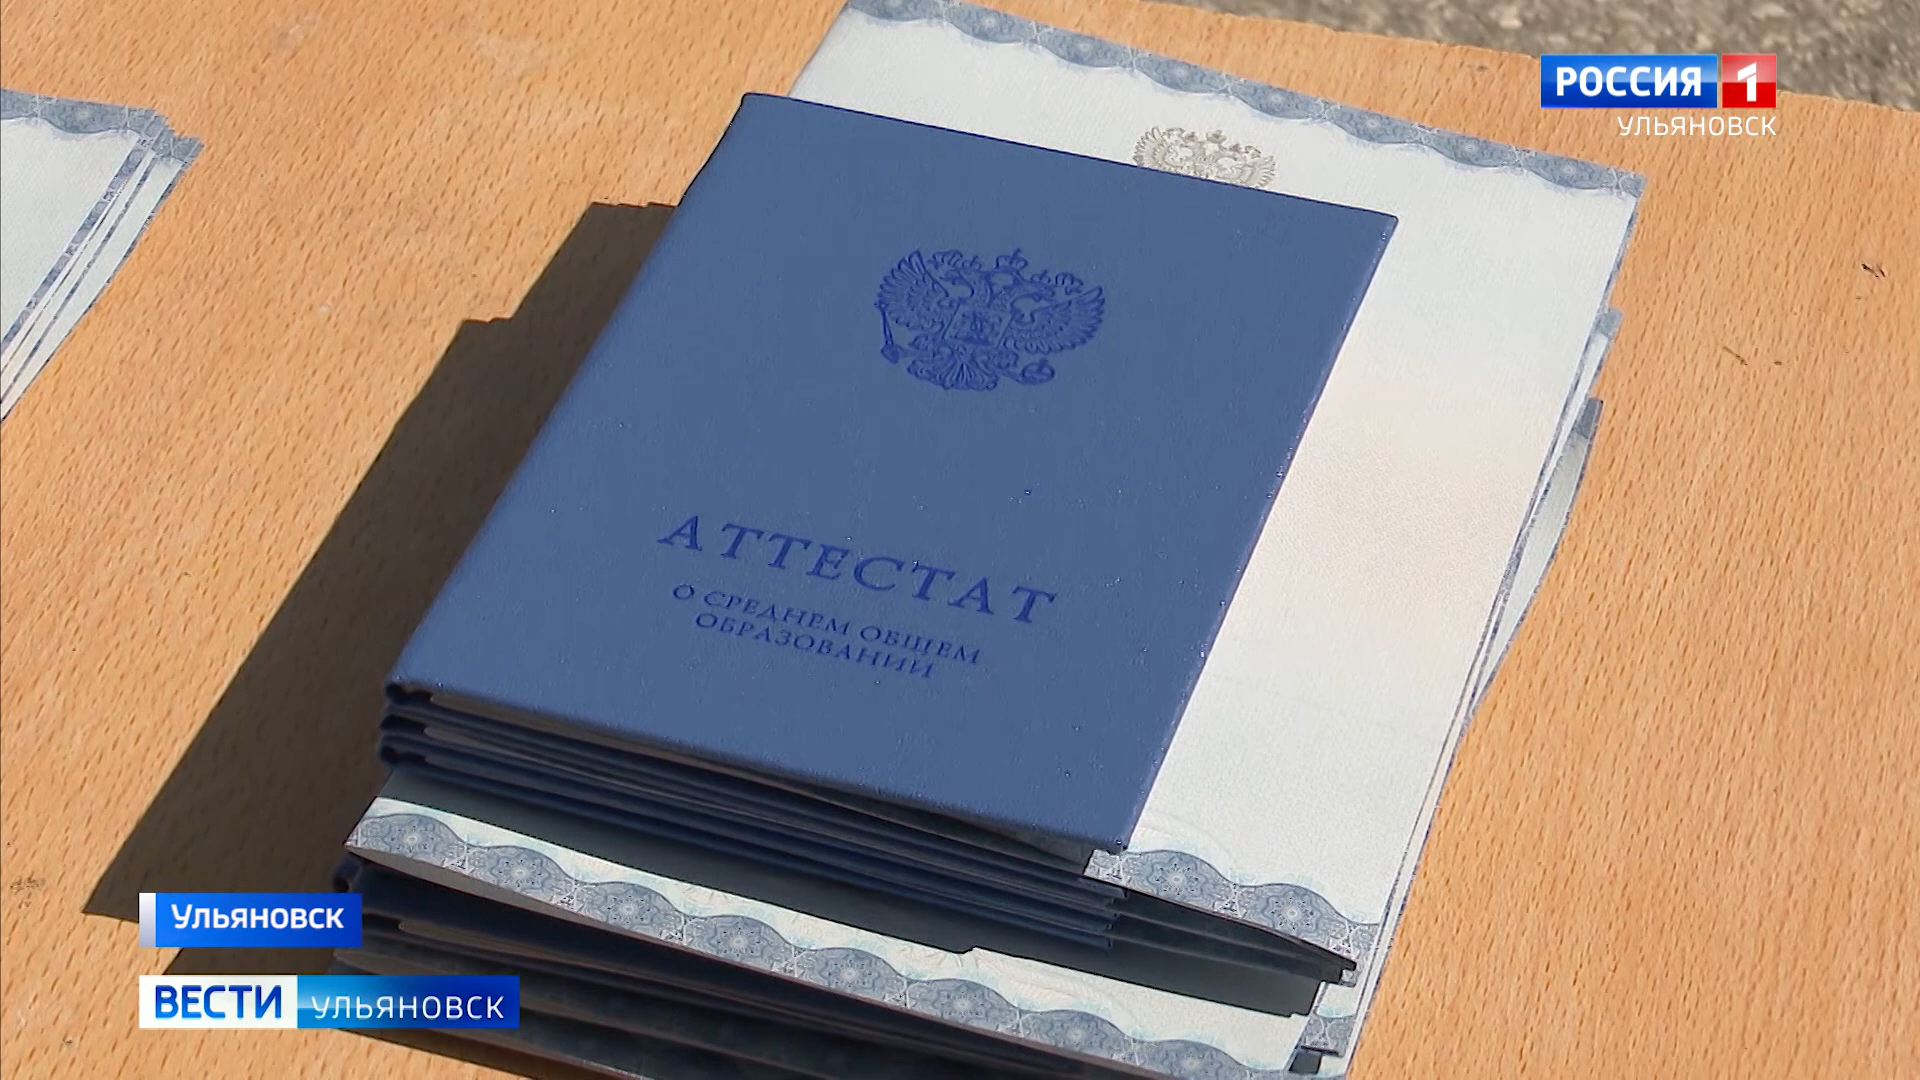 РОССИЯ 1
УЛЬЯНОВСК
АТТЕСТАТ
О СРЕДНЕМ ОБЩЕМ
ОБРАЗОВАНИИ
Ульяновск
ВЕСТИ УЛЬЯНОВСК